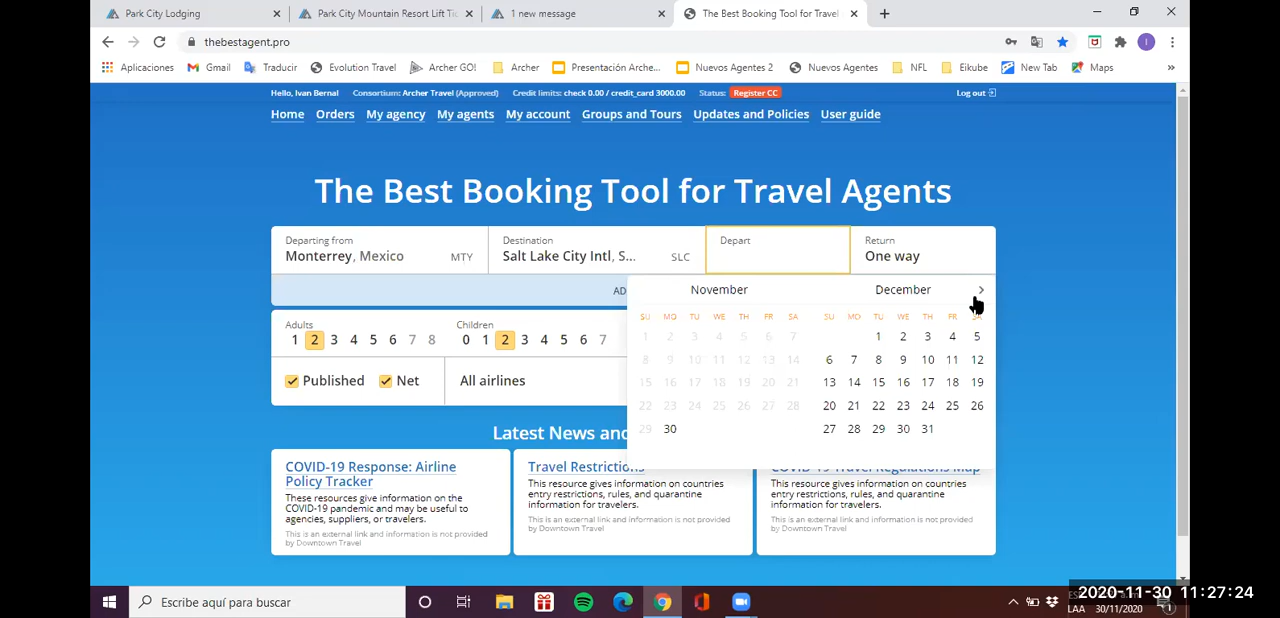 Park City Lodging
Park City Mountain Resort Lift Tic
1 new message
The Best Booking Tool for Travel
thebestagent.pro
Aplicaciones
Gmail
Traducir
Evolution Travel
Archer GO!
Archer
Presentación Arche...
Nuevos Agentes 2
Nuevos Agentes
NFL
Eikube
New Tab
Maps
»
Hello, Ivan Bernal Consortium: Archer Travel (Approved) Credit limits: check 0.00 / credit_card 3000.00 Status: Register CC Log out
Home Orders My agency My agents My account Groups and Tours Updates and Policies User guide
The Best Booking Tool for Travel Agents
Departing from
Monterrey, Mexico MTY
Destination
Salt Lake City Intl, S... SLC
Depart
Return
One way
AD
Adults
1 2 3 4 5 6 7 8
Children
0 1 2 3 4 5 6 7
Published Net All airlines
November
SU MO TU WE TH FR SA
1 2 3 4 5 6 7
8 9 10 11 12 13 14
15 16 17 18 19 20 21
22 23 24 25 26 27 28
29 30
December
SU MO TU WE TH FR SA
1 2 3 4 5
6 7 8 9 10 11 12
13 14 15 16 17 18 19
20 21 22 23 24 25 26
27 28 29 30 31
Latest News and
COVID-19 Response: Airline
Policy Tracker
These resources give information on the
COVID-19 pandemic and may be useful to
agencies, suppliers, or travelers.
This is an external link and information is not provided
by Downtown Travel
Travel Restrictions
This resource gives information on countries
entry restrictions, rules, and quarantine
information for travelers.
This is an external link and information is not provided
by Downtown Travel
COVID-19 Travel Regulations Map
This resource gives information on countries
entry restrictions, rules, and quarantine
information for travelers.
This is an external link and information is not provided
by Downtown Travel
Escribe aquí para buscar
LAA 30/11/2020
2020-11-30 11:27:24